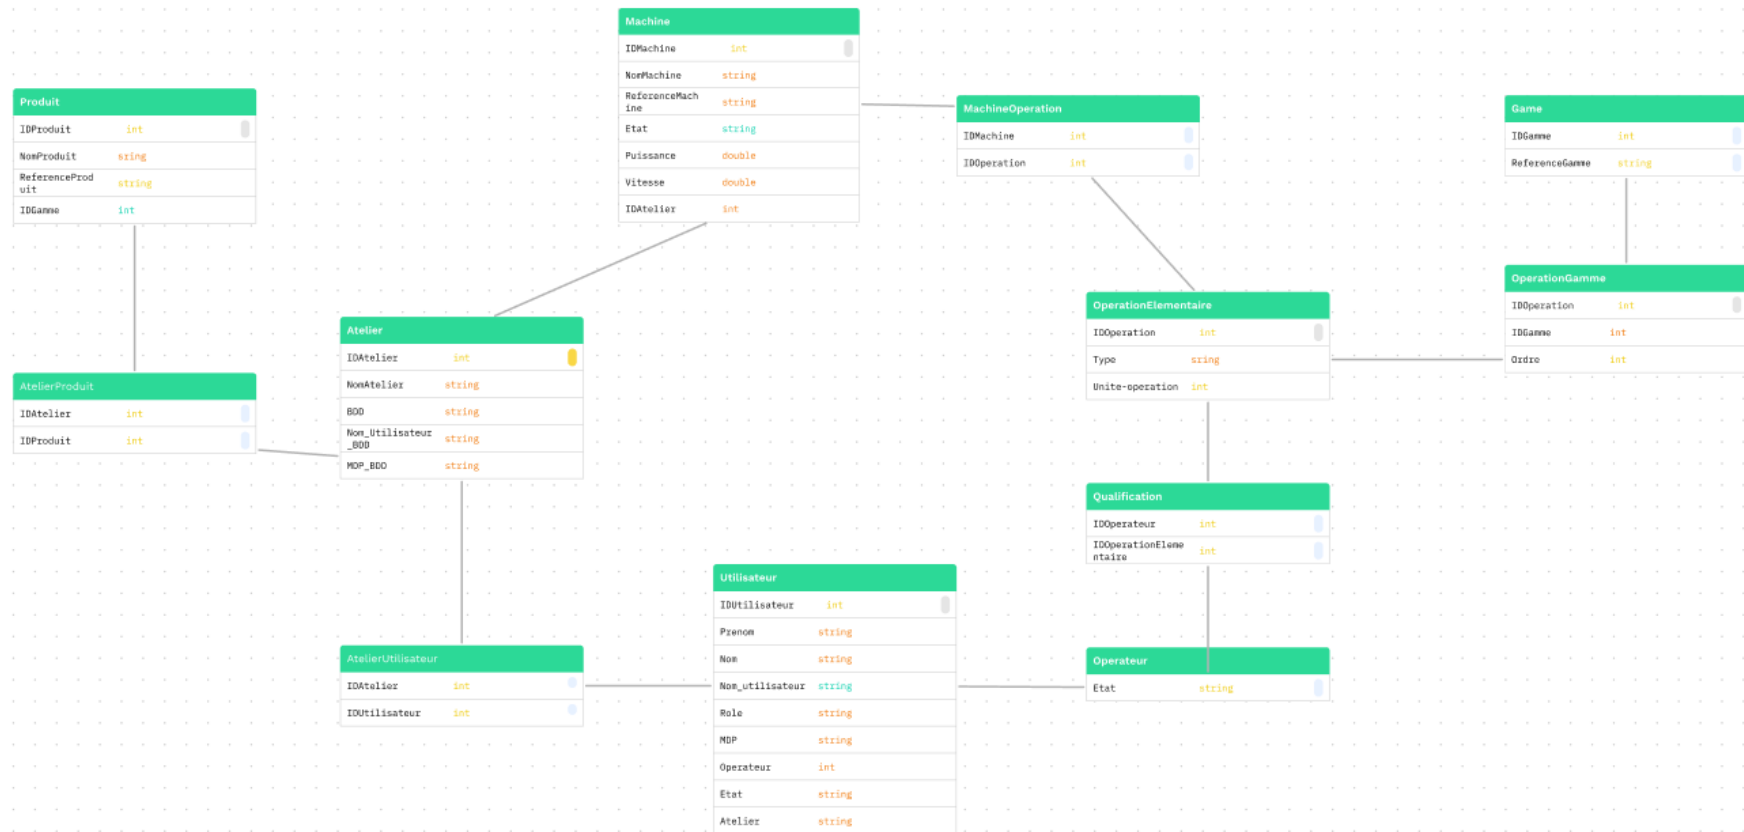 Machine
IDMachine int
NomMachine string
ReferenceMach
ine string
Etat string
Puissance double
Vitesse double
IDAtelier int
Produit
IDProduit int
NomProduit sring
ReferenceProd
uit string
IDGamme int
MachineOperation
IDMachine int
IDOperation int
Game
IDGamme int
ReferenceGamme string
OperationGamme
IDOperation int
IDGamme int
Ordre int
OperationElementaire
IDOperation int
Type sring
Unite-operation int
Atelier
IDAtelier int
NomAtelier string
BDD string
Nom_Utilisateur
_BDD string
MDP_BDD string
AtelierProduit
IDAtelier int
IDProduit int
Qualification
IDOperateur int
IDOperationEleme
ntaire int
Utilisateur
IDUtilisateur int
Prenom string
Nom string
Nom_utilisateur string
Role string
MDP string
Operateur int
Etat string
Atelier string
AtelierUtilisateur
IDAtelier int
IDUtilisateur int
Operateur
Etat string